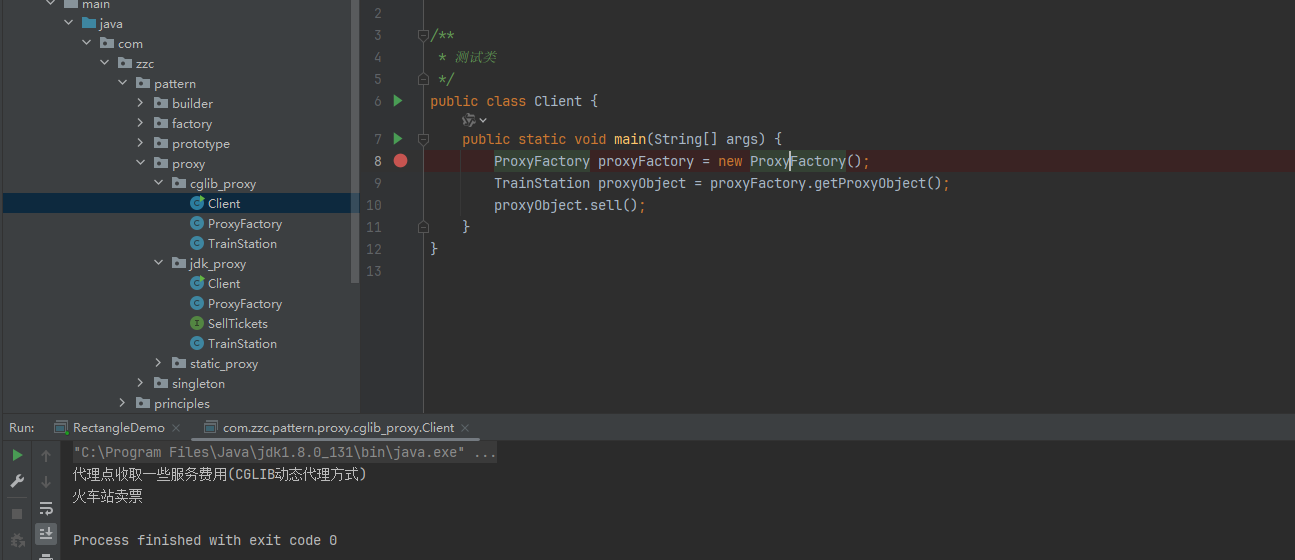 main
java
com
zzc
pattern
builder
factory
prototype
proxy
cglib_proxy
Client
ProxyFactory
TrainStation
jdk_proxy
Client
ProxyFactory
SellTickets
TrainStation
static_proxy
singleton
principles
2
3 /**
4 * 测试类
5 */
6 public class Client {
7 public static void main(String[] args) {
8 ProxyFactory proxyFactory = new ProxyFactory();
9 TrainStation proxyObject = proxyFactory.getProxyObject();
10 proxyObject.sell();
11 }
12 }
13
Run: RectangleDemo × com.zzc.pattern.proxy.cglib_proxy.Client ×
"C:\Program Files\Java\jdk1.8.0_131\bin\java.exe" ...
代理点收取一些服务费用(CGLIB动态代理方式)
火车站卖票
Process finished with exit code 0